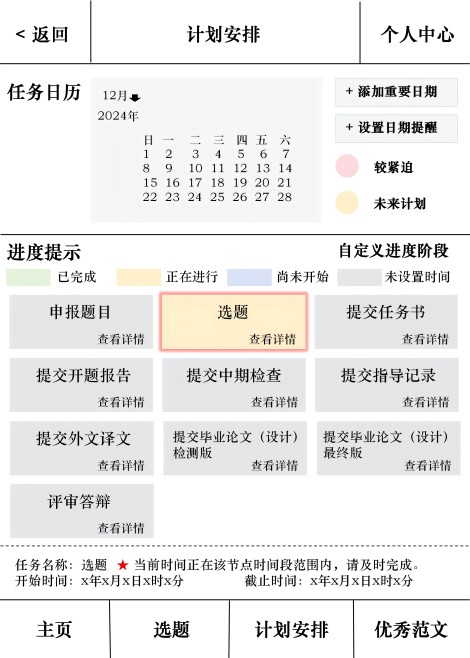 < 返回 计划安排 个人中心
任务日历
12月
2024年
日 一 二 三 四 五 六
1 2 3 4 5 6 7
8 9 10 11 12 13 14
15 16 17 18 19 20 21
22 23 24 25 26 27 28
+ 添加重要日期
+ 设置日期提醒
较紧迫
未来计划
进度提示 自定义进度阶段
已完成 正在进行 尚未开始 未设置时间
申报题目 选题 提交任务书
查看详情 查看详情 查看详情
提交开题报告 提交中期检查 提交指导记录
查看详情 查看详情 查看详情
提交外文译文
查看详情
提交毕业论文（设计）
检测版
查看详情
提交毕业论文（设计）
最终版
查看详情
评审答辩
查看详情
任务名称：选题 ★ 当前时间正在该节点时间段范围内，请及时完成。
开始时间：x年x月x日x时x分 截止时间：x年x月x日x时x分
主页 选题 计划安排 优秀范文